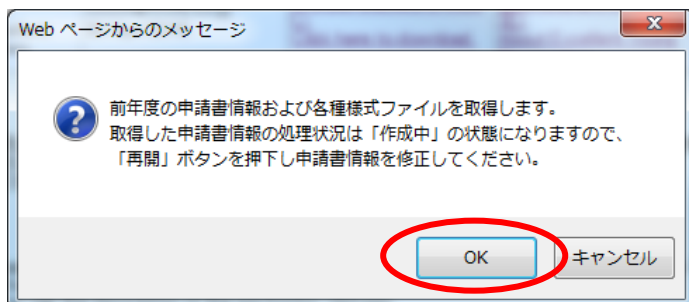 Web ページからのメッセージ
前年度の申請書情報および各種様式ファイルを取得します。
取得した申請書情報の処理状況は「作成中」の状態になりますので、
「再開」ボタンを押下し申請書情報を修正してください。
OK
キャンセル